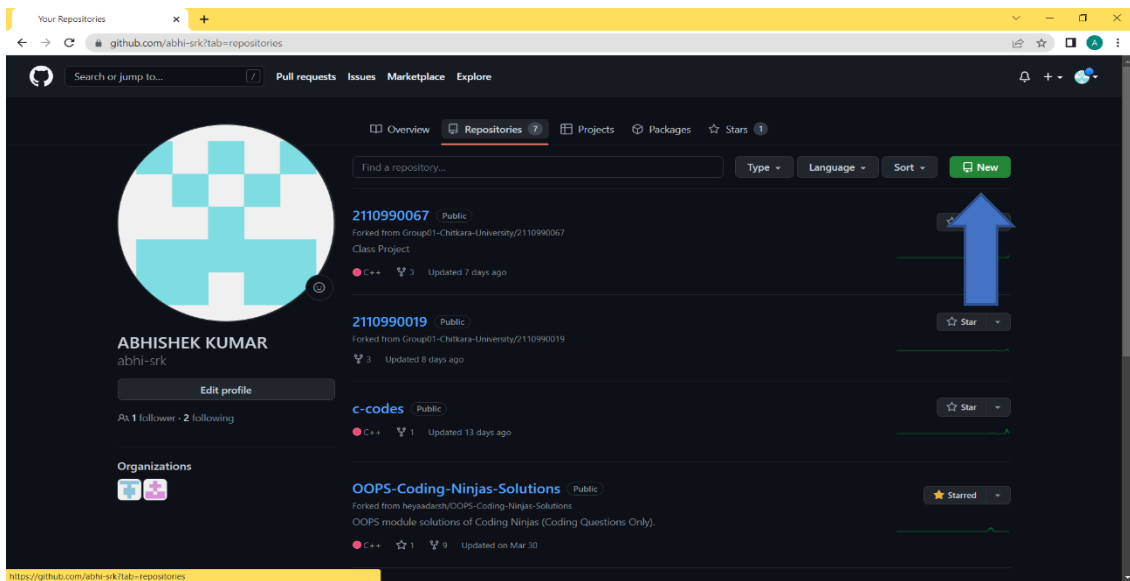 Your Repositories
github.com/abhi-srk?tab=repositories
A
Search or jump to... / Pull requests Issues Marketplace Explore
Overview Repositories 7 Projects Packages Stars 1
Find a repository... Type Language Sort New
2110990067 Public
Forked from Group01-Chitkara-University/2110990067
Class Project
C++ 3 Updated 7 days ago
2110990019 Public
Star
Forked from Group01-Chitkara-University/2110990019
3 Updated 8 days ago
ABHISHEK KUMAR
abhi-srk
Edit profile
1 follower · 2 following
c-codes Public
Star
C++ 1 Updated 13 days ago
Organizations
OOPS-Coding-Ninjas-Solutions Public
Starred
Forked from heyaadarsh/OOPS-Coding-Ninjas-Solutions
OOPS module solutions of Coding Ninjas (Coding Questions Only).
C++ 1 9 Updated on Mar 30
https://github.com/abhi-srk?tab=repositories